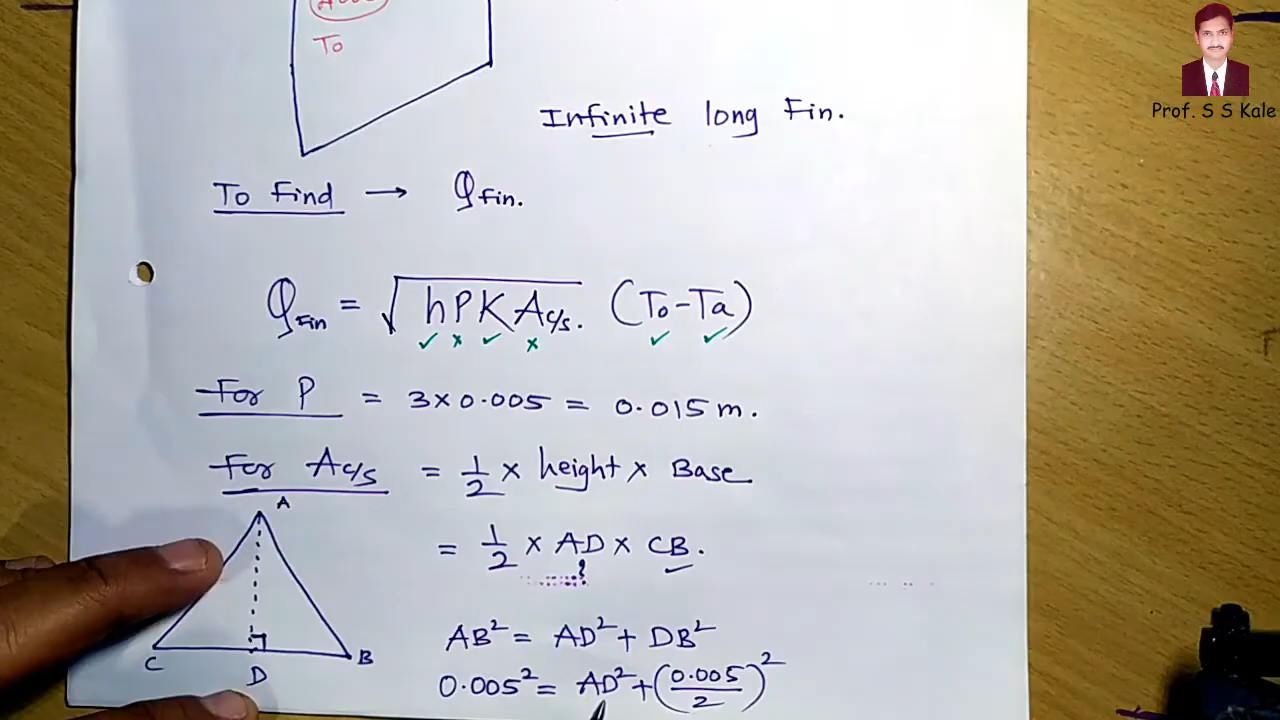 To
Prof. S S Kale
Infinite long Fin.
To Find → Qfin.
QFin = √hPKAc/s. (To-Ta)
✓ x ✓ x ✓ ✓
For P = 3×0.005 = 0.015 m.
For Ac/s = 1/2 × height × Base
A
= 1/2 × AD × CB.
?
C D B
AB² = AD² + DB²
0.005² = AD² + (0.005/2)²